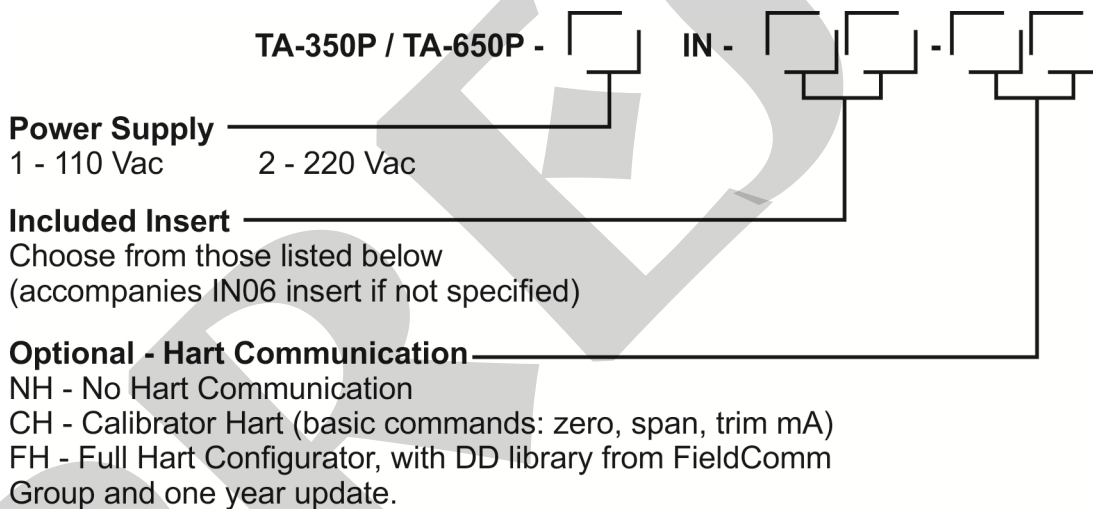 TA-350P / TA-650P - IN - -
Power Supply
1 - 110 Vac 2 - 220 Vac
Included Insert
Choose from those listed below
(accompanies IN06 insert if not specified)
Optional - Hart Communication
NH - No Hart Communication
CH - Calibrator Hart (basic commands: zero, span, trim mA)
FH - Full Hart Configurator, with DD library from FieldComm
Group and one year update.